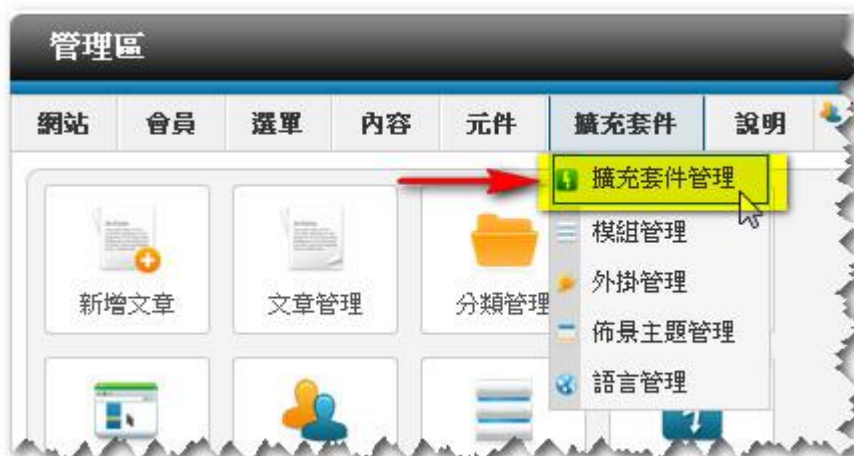 管理區
網站 會員 選單 內容 元件 擴充套件 說明
擴充套件管理
模組管理
外掛管理
佈景主題管理
語言管理
新增文章 文章管理 分類管理